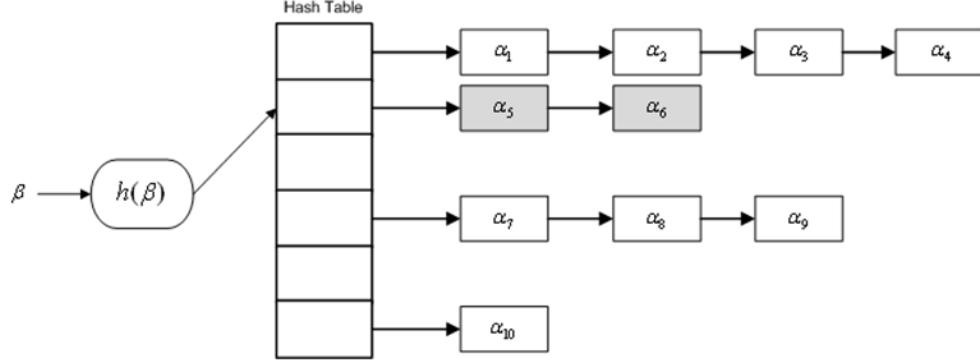 Hash Table
α₁ α₂ α₃ α₄
α₅ α₆
β h(β)
α₇ α₈ α₉
α₁₀